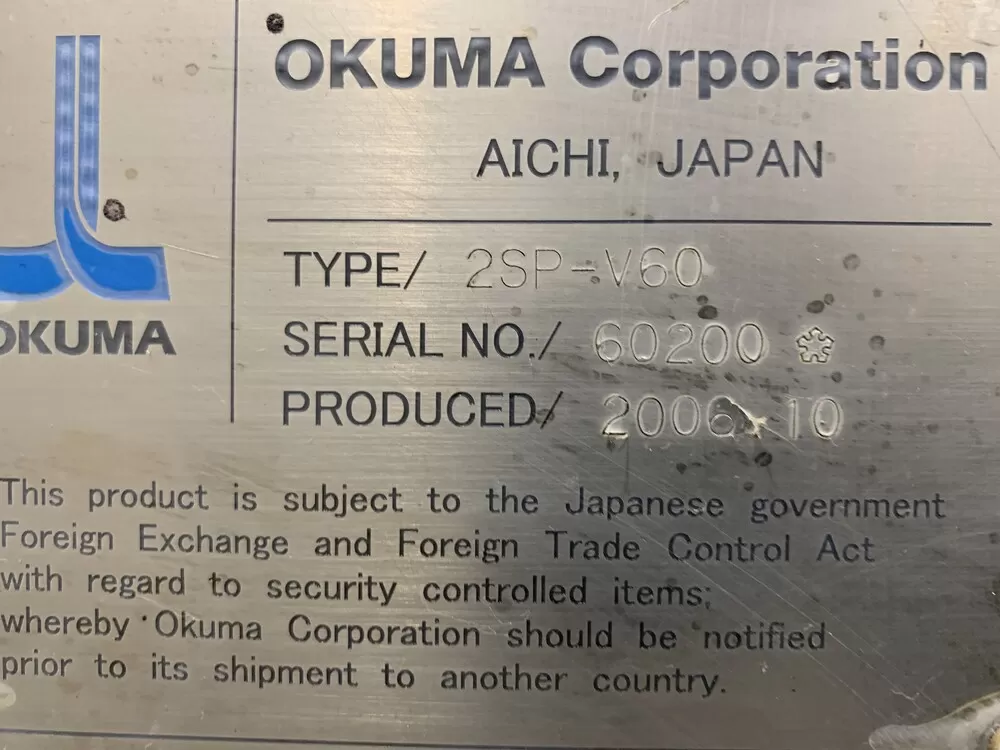 OKUMA Corporation
AICHI, JAPAN
OKUMA
TYPE/ 2SP-V60
SERIAL NO./ 60200
PRODUCED/ 2006. 10
This product is subject to the Japanese government
Foreign Exchange and Foreign Trade Control Act
with regard to security controlled items;
whereby Okuma Corporation should be notified
prior to its shipment to another country.